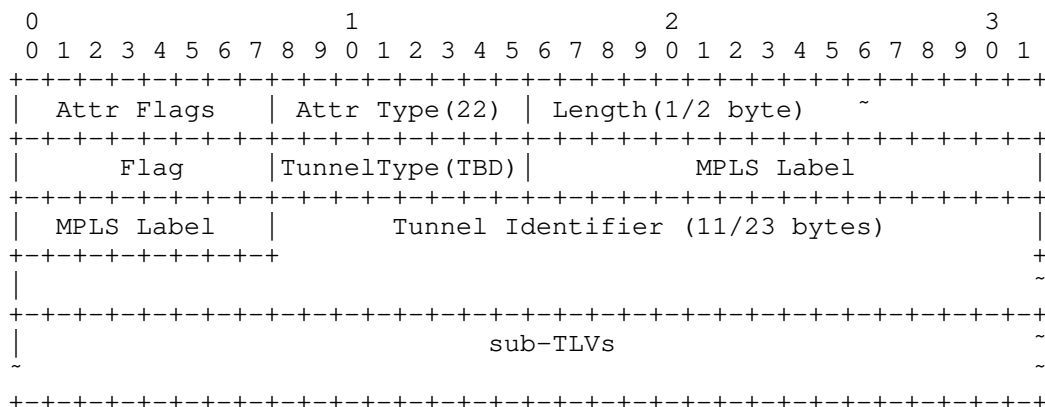 0                   1                   2                   3
0 1 2 3 4 5 6 7 8 9 0 1 2 3 4 5 6 7 8 9 0 1 2 3 4 5 6 7 8 9 0 1
+-+-+-+-+-+-+-+-+-+-+-+-+-+-+-+-+-+-+-+-+-+-+-+-+-+-+-+-+-+-+-+-+
|  Attr Flags   | Attr Type(22) | Length(1/2 byte)   ~
+-+-+-+-+-+-+-+-+-+-+-+-+-+-+-+-+-+-+-+-+-+-+-+-+-+-+-+-+-+-+-+-+
|      Flag     |TunnelType(TBD)|          MPLS Label           |
+-+-+-+-+-+-+-+-+-+-+-+-+-+-+-+-+-+-+-+-+-+-+-+-+-+-+-+-+-+-+-+-+
|  MPLS Label   |       Tunnel Identifier (11/23 bytes)         |
+-+-+-+-+-+-+-+-+                                               +
|                                                               ~
+-+-+-+-+-+-+-+-+-+-+-+-+-+-+-+-+-+-+-+-+-+-+-+-+-+-+-+-+-+-+-+-+
|                             sub-TLVs                          ~
~                                                               ~
+-+-+-+-+-+-+-+-+-+-+-+-+-+-+-+-+-+-+-+-+-+-+-+-+-+-+-+-+-+-+-+-+